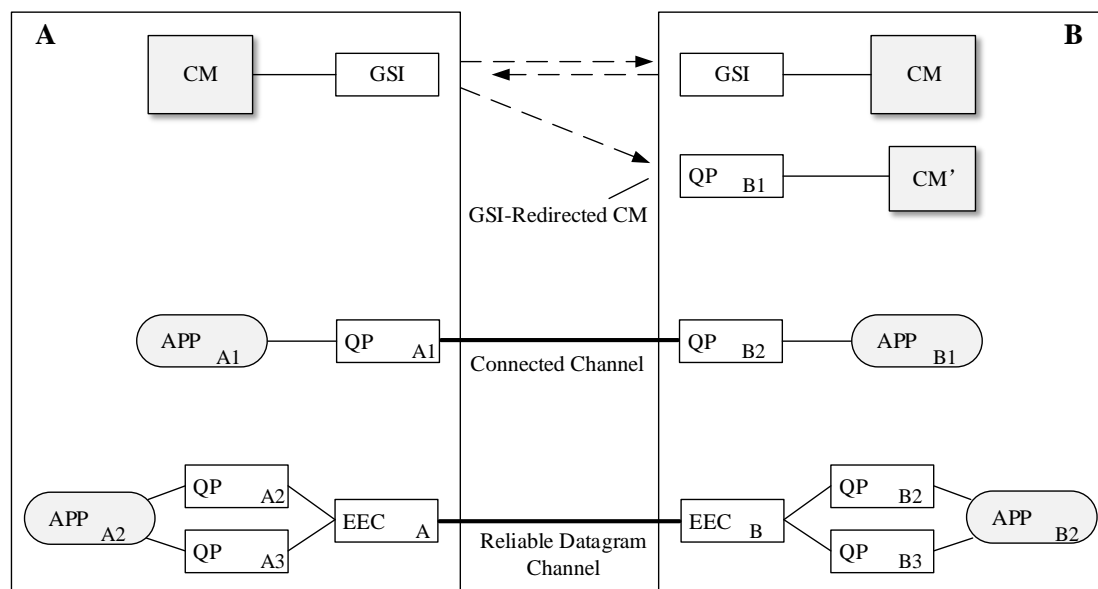 A
B
CM
GSI
GSI
CM
QP B1
CM’
GSI-Redirected CM
APP A1
QP A1
QP B2
APP B1
Connected Channel
QP A2
QP B2
APP A2
EEC A
EEC B
APP B2
QP A3
QP B3
Reliable Datagram
Channel